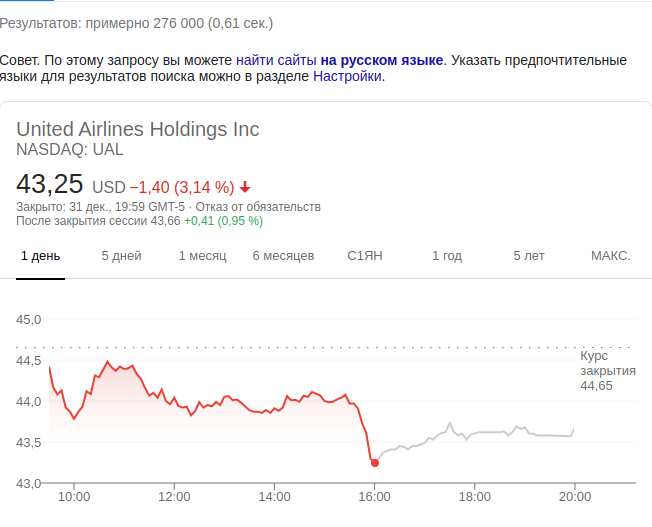 Результатов: примерно 276 000 (0,61 сек.)
Совет. По этому запросу вы можете найти сайты на русском языке. Указать предпочтительные
языки для результатов поиска можно в разделе Настройки.
United Airlines Holdings Inc
NASDAQ: UAL
43,25 USD −1,40 (3,14 %)
Закрыто: 31 дек., 19:59 GMT-5 · Отказ от обязательств
После закрытия сессии 43,66 +0,41 (0,95 %)
1 день 5 дней 1 месяц 6 месяцев С1ЯН 1 год 5 лет МАКС.
45,0
44,5
44,0
43,5
43,0
Курс
закрытия
44,65
10:00 12:00 14:00 16:00 18:00 20:00